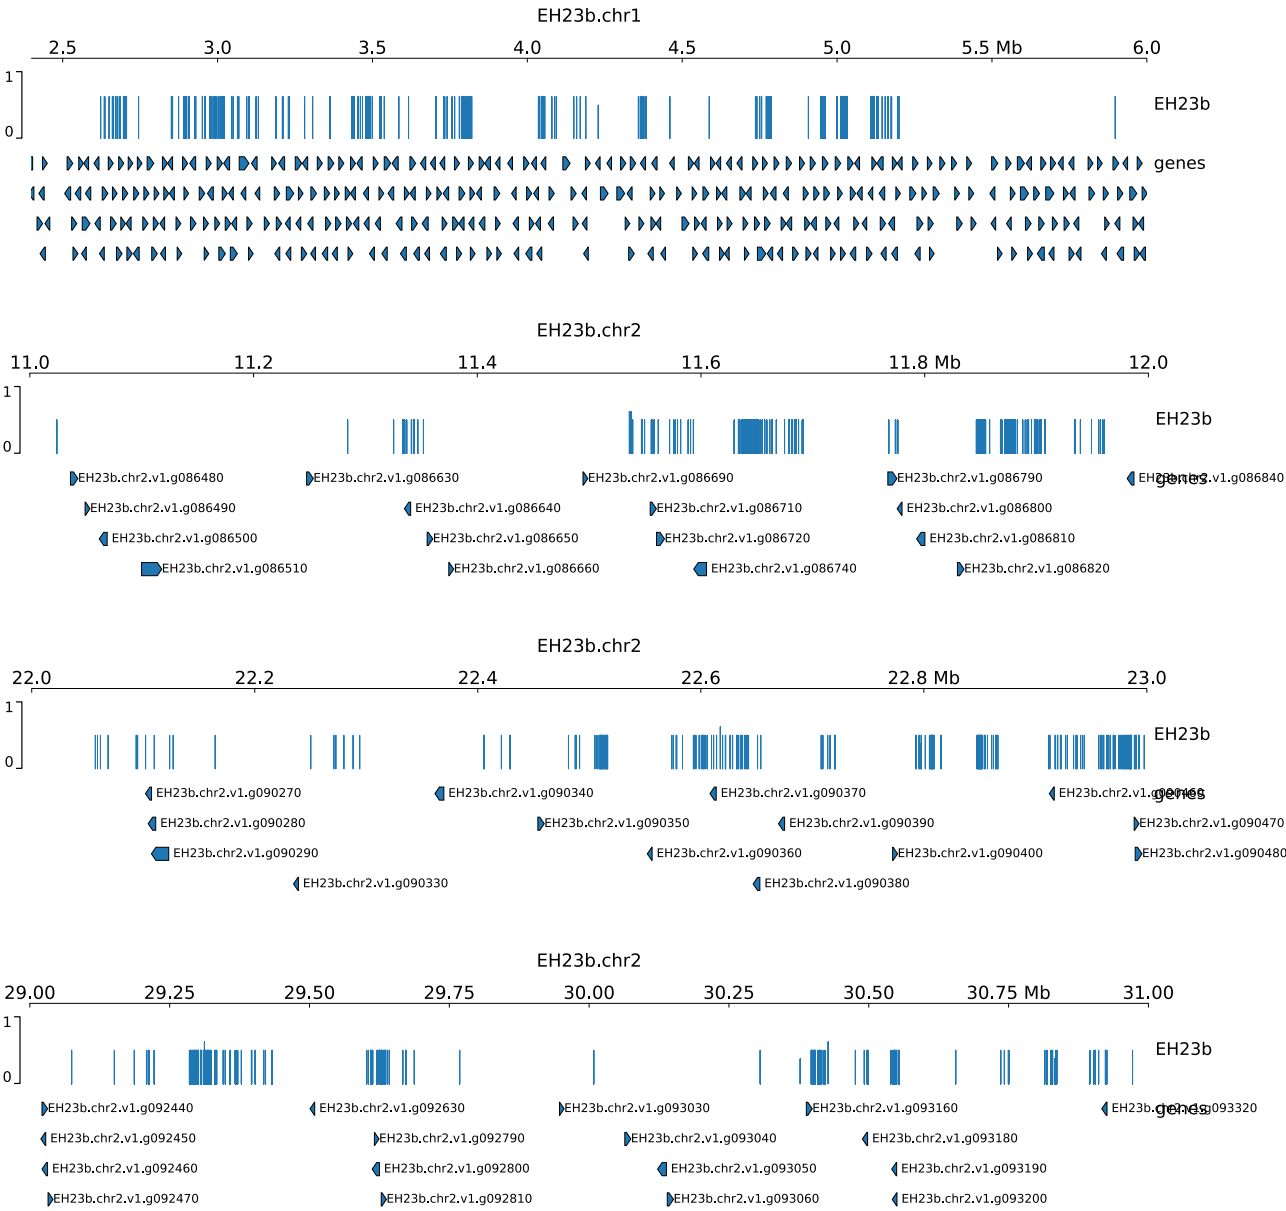 EH23b.chr1
2.5 3.0 3.5 4.0 4.5 5.0 5.5 Mb 6.0
1
EH23b
0
genes
EH23b.chr2
11.0 11.2 11.4 11.6 11.8 Mb 12.0
1
EH23b
0
EH23b.chr2.v1.g086480 EH23b.chr2.v1.g086630 EH23b.chr2.v1.g086690 EH23b.chr2.v1.g086790 EH23b.chr2.v1.g086840 genes
EH23b.chr2.v1.g086490 EH23b.chr2.v1.g086640 EH23b.chr2.v1.g086710 EH23b.chr2.v1.g086800
EH23b.chr2.v1.g086500 EH23b.chr2.v1.g086650 EH23b.chr2.v1.g086720 EH23b.chr2.v1.g086810
EH23b.chr2.v1.g086510 EH23b.chr2.v1.g086660 EH23b.chr2.v1.g086740 EH23b.chr2.v1.g086820
EH23b.chr2
22.0 22.2 22.4 22.6 22.8 Mb 23.0
1
EH23b
0
EH23b.chr2.v1.g090270 EH23b.chr2.v1.g090340 EH23b.chr2.v1.g090370 EH23b.chr2.v1.g090460 genes
EH23b.chr2.v1.g090280 EH23b.chr2.v1.g090350 EH23b.chr2.v1.g090390 EH23b.chr2.v1.g090470
EH23b.chr2.v1.g090290 EH23b.chr2.v1.g090360 EH23b.chr2.v1.g090400 EH23b.chr2.v1.g090480
EH23b.chr2.v1.g090330 EH23b.chr2.v1.g090380
EH23b.chr2
29.00 29.25 29.50 29.75 30.00 30.25 30.50 30.75 Mb 31.00
1
EH23b
0
EH23b.chr2.v1.g092440 EH23b.chr2.v1.g092630 EH23b.chr2.v1.g093030 EH23b.chr2.v1.g093160 EH23b.chr2.v1.g093320 genes
EH23b.chr2.v1.g092450 EH23b.chr2.v1.g092790 EH23b.chr2.v1.g093040 EH23b.chr2.v1.g093180
EH23b.chr2.v1.g092460 EH23b.chr2.v1.g092800 EH23b.chr2.v1.g093050 EH23b.chr2.v1.g093190
EH23b.chr2.v1.g092470 EH23b.chr2.v1.g092810 EH23b.chr2.v1.g093060 EH23b.chr2.v1.g093200